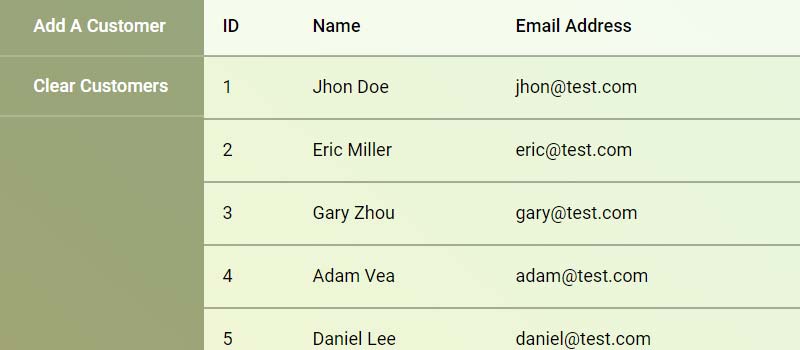 Add A Customer
Clear Customers
ID Name Email Address
1 Jhon Doe jhon@test.com
2 Eric Miller eric@test.com
3 Gary Zhou gary@test.com
4 Adam Vea adam@test.com
5 Daniel Lee daniel@test.com